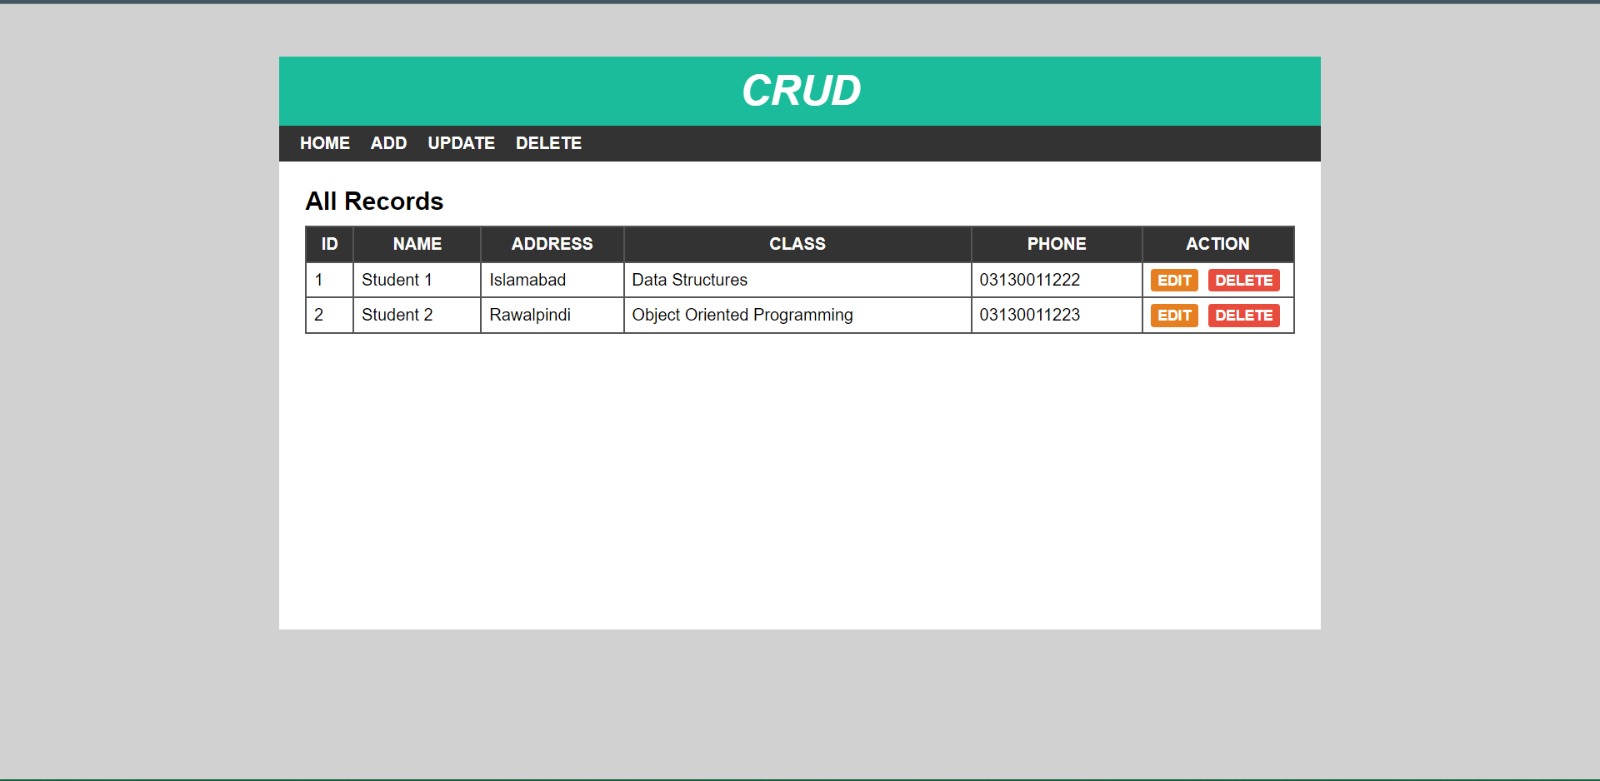 CRUD
HOME ADD UPDATE DELETE
All Records
ID NAME ADDRESS CLASS PHONE ACTION
1 Student 1 Islamabad Data Structures 03130011222 EDIT DELETE
2 Student 2 Rawalpindi Object Oriented Programming 03130011223 EDIT DELETE